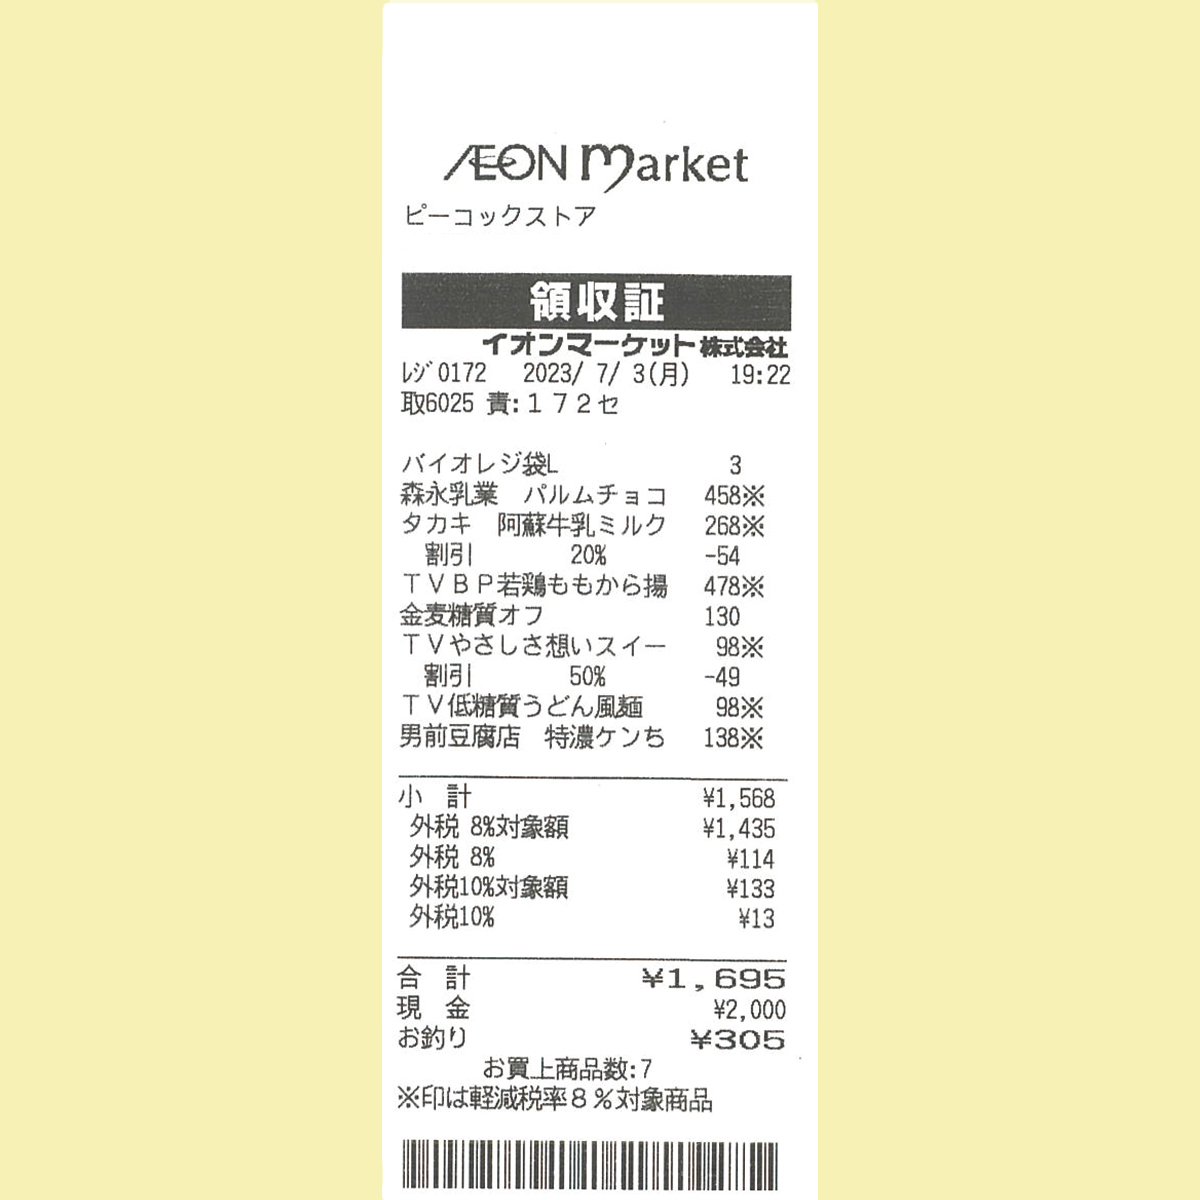 ÆON Market
ピーコックストア
領収証
イオンマーケット株式会社
ﾚｼﾞ0172 2023/ 7/ 3(月) 19:22
取6025 責:172セ
バイオレジ袋L 3
森永乳業 パルムチョコ 458※
タカキ 阿蘇牛乳ミルク 268※
割引 20% -54
TVBP若鶏ももから揚 478※
金麦糖質オフ 130
TVやさしさ想いスイー 98※
割引 50% -49
TV低糖質うどん風麺 98※
男前豆腐店 特濃ケンち 138※
小 計 ¥1,568
外税 8%対象額 ¥1,435
外税 8% ¥114
外税10%対象額 ¥133
外税10% ¥13
合 計 ¥1,695
現 金 ¥2,000
お釣り ¥305
お買上商品数:7
※印は軽減税率8%対象商品